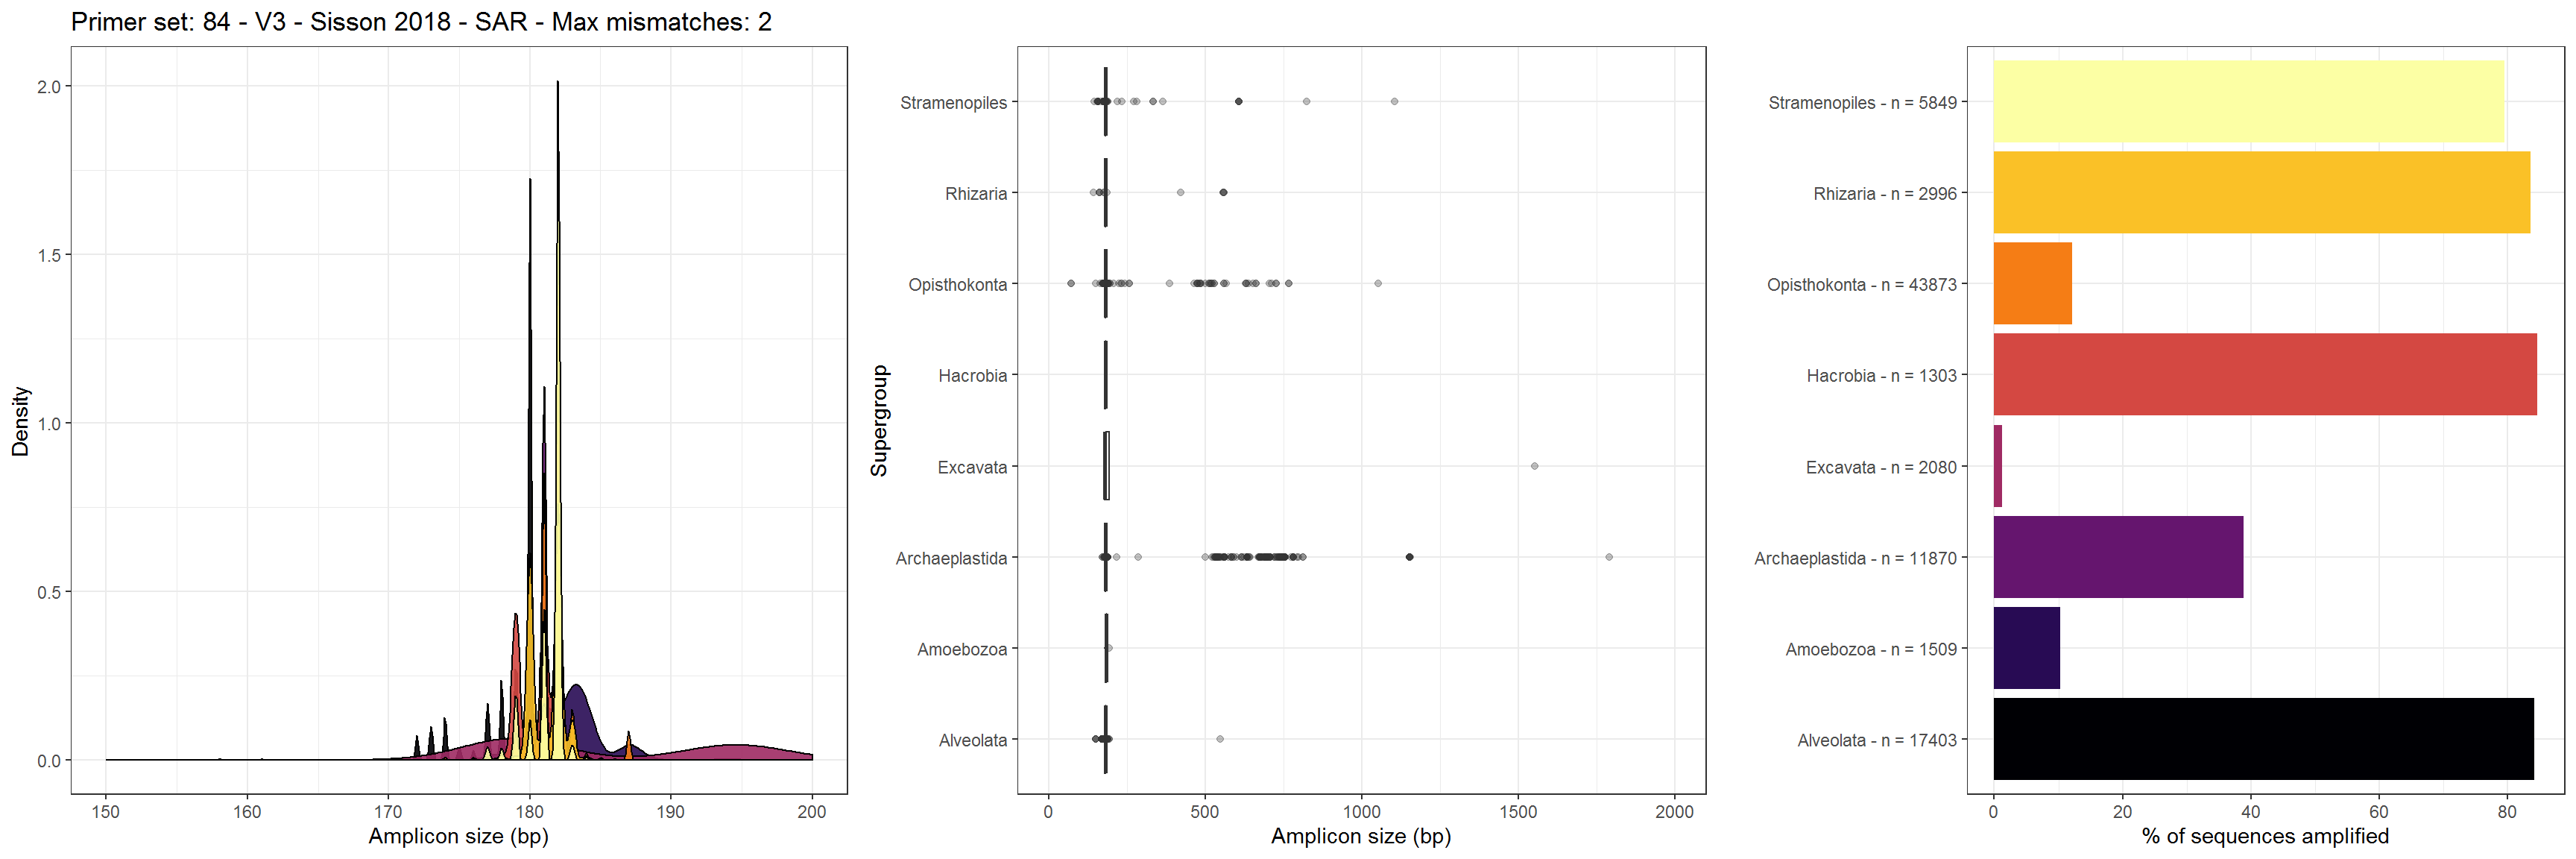 Primer set: 84 - V3 - Sisson 2018 - SAR - Max mismatches: 2
Density
2.0
1.5
1.0
0.5
0.0
150 160 170 180 190 200
Amplicon size (bp)
Supergroup
Stramenopiles
Rhizaria
Opisthokonta
Hacrobia
Excavata
Archaeplastida
Amoebozoa
Alveolata
0 500 1000 1500 2000
Amplicon size (bp)
Stramenopiles - n = 5849
Rhizaria - n = 2996
Opisthokonta - n = 43873
Hacrobia - n = 1303
Excavata - n = 2080
Archaeplastida - n = 11870
Amoebozoa - n = 1509
Alveolata - n = 17403
0 20 40 60 80
% of sequences amplified